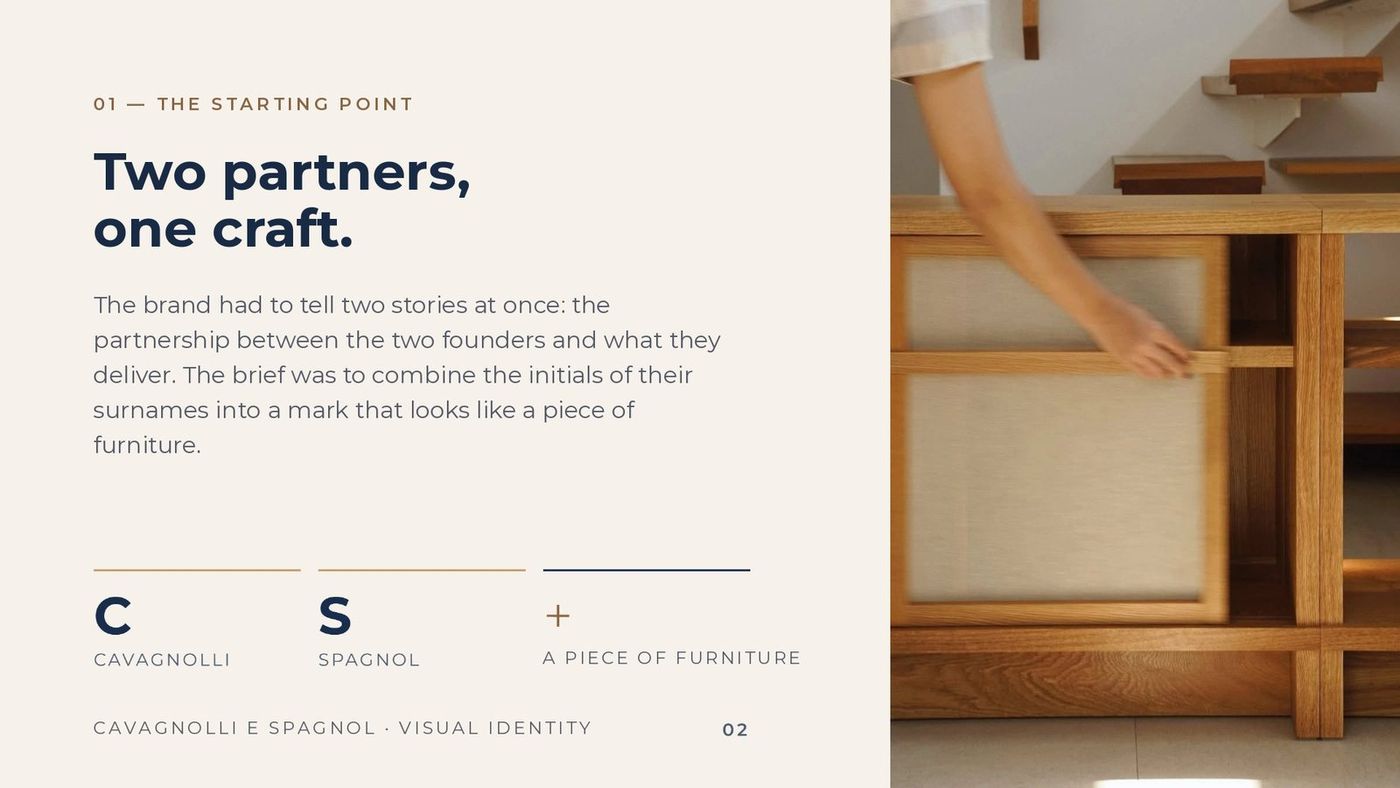 01 — THE STARTING POINT
Two partners,
one craft.
The brand had to tell two stories at once: the
partnership between the two founders and what they
deliver. The brief was to combine the initials of their
surnames into a mark that looks like a piece of
furniture.
C
CAVAGNOLLI
S
SPAGNOL
+
A PIECE OF FURNITURE
CAVAGNOLLI E SPAGNOL · VISUAL IDENTITY
02